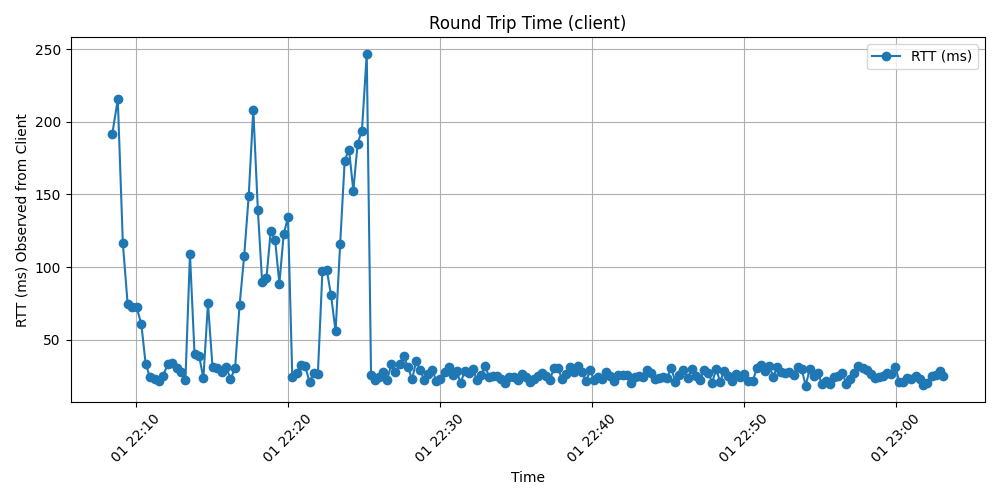 Round Trip Time (client)
RTT (ms)
RTT (ms) Observed from Client
250
200
150
100
50
01 22:10
01 22:20
01 22:30
01 22:40
01 22:50
01 23:00
Time